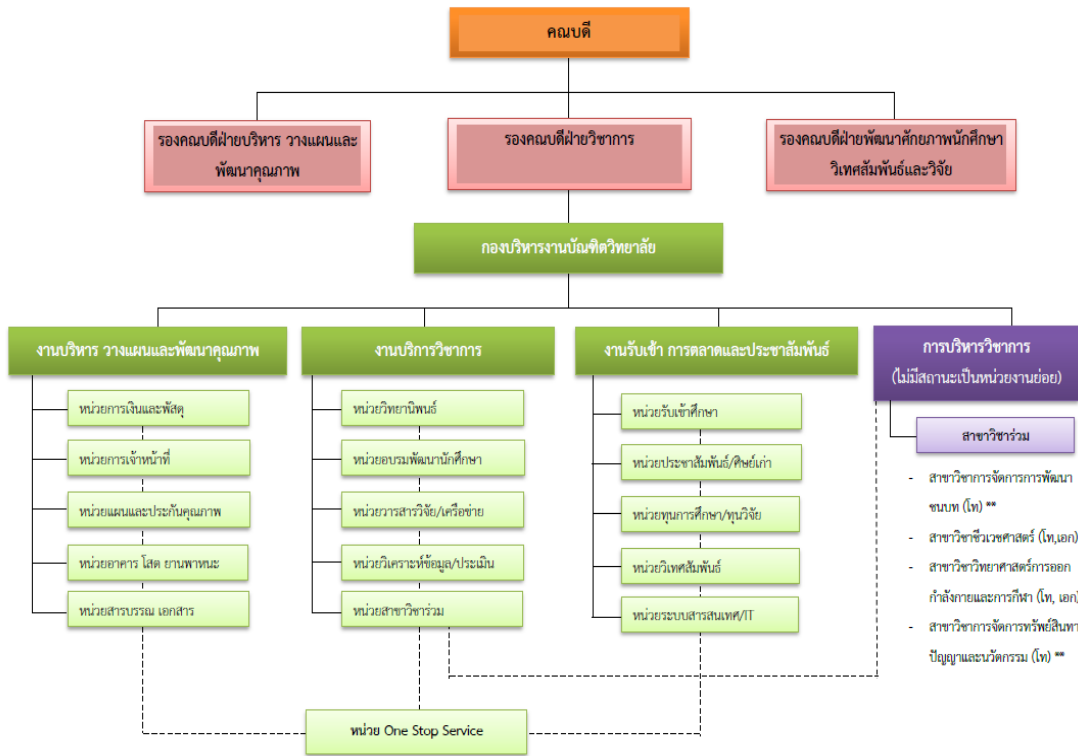 คณบดี
รองคณบดีฝ่ายบริหาร วางแผนและ
พัฒนาคุณภาพ
รองคณบดีฝ่ายวิชาการ
รองคณบดีฝ่ายพัฒนาศักยภาพนักศึกษา
วิเทศสัมพันธ์และวิจัย
กองบริหารงานบัณฑิตวิทยาลัย
งานบริหาร วางแผนและพัฒนาคุณภาพ
หน่วยการเงินและพัสดุ
หน่วยการเจ้าหน้าที่
หน่วยแผนและประกันคุณภาพ
หน่วยอาคาร โสต ยานพาหนะ
หน่วยสารบรรณ เอกสาร
งานบริการวิชาการ
หน่วยวิทยานิพนธ์
หน่วยอบรมพัฒนานักศึกษา
หน่วยวารสารวิจัย/เครือข่าย
หน่วยวิเคราะห์ข้อมูล/ประเมิน
หน่วยสาขาวิชาร่วม
งานรับเข้า การตลาดและประชาสัมพันธ์
หน่วยรับเข้าศึกษา
หน่วยประชาสัมพันธ์/ศิษย์เก่า
หน่วยทุนการศึกษา/ทุนวิจัย
หน่วยวิเทศสัมพันธ์
หน่วยระบบสารสนเทศ/IT
การบริหารวิชาการ
(ไม่มีสถานะเป็นหน่วยงานย่อย)
สาขาวิชาร่วม
- สาขาวิชาการจัดการการพัฒนา
ชนบท (โท) **
- สาขาวิชาชีวเวชศาสตร์ (โท,เอก)
- สาขาวิชาวิทยาศาสตร์การออก
กำลังกายและการกีฬา (โท, เอก)
- สาขาวิชาการจัดการทรัพย์สินทา
ปัญญาและนวัตกรรม (โท) **
หน่วย One Stop Service